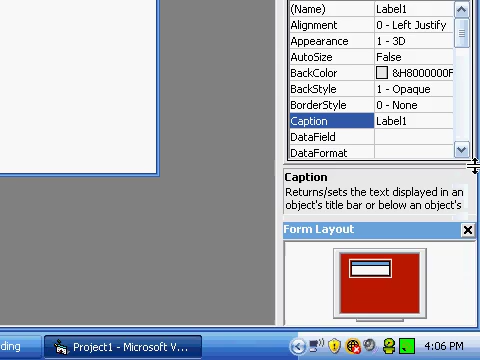 (Name) Label1
Alignment 0 - Left Justify
Appearance 1 - 3D
AutoSize False
BackColor &H8000000F
BackStyle 1 - Opaque
BorderStyle 0 - None
Caption Label1
DataField
DataFormat
Caption
Returns/sets the text displayed in an
object's title bar or below an object's
Form Layout
ding
Project1 - Microsoft V...
4:06 PM